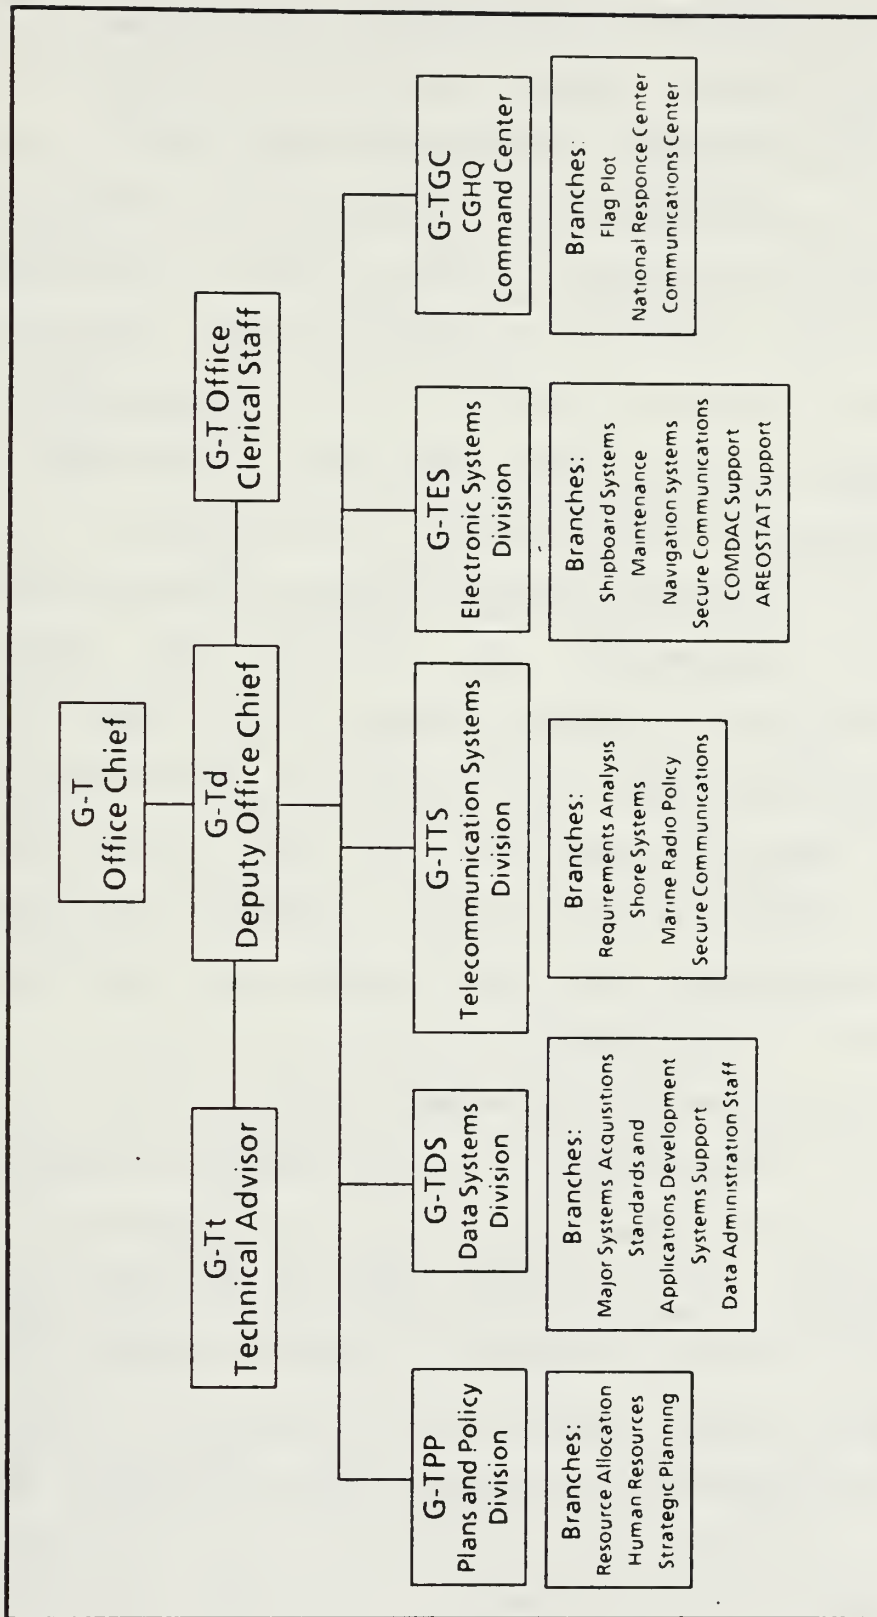 G-T
Office Chief
G-Tt
Technical Advisor
G-Td
Deputy Office Chief
G-T Office
Clerical Staff
G-TPP
Plans and Policy
Division
Branches:
Resource Allocation
Human Resources
Strategic Planning
G-TDS
Data Systems
Division
Branches:
Major Systems Acquisitions
Standards and
Applications Development
Systems Support
Data Administration Staff
G-TTS
Telecommunication Systems
Division
Branches:
Requirements Analysis
Shore Systems
Marine Radio Policy
Secure Communications
G-TES
Electronic Systems
Division
Branches:
Shipboard Systems
Maintenance
Navigation systems
Secure Communications
COMDAC Support
AREOSTAT Support
G-TGC
CGHQ
Command Center
Branches:
Flag Plot
National Responce Center
Communications Center